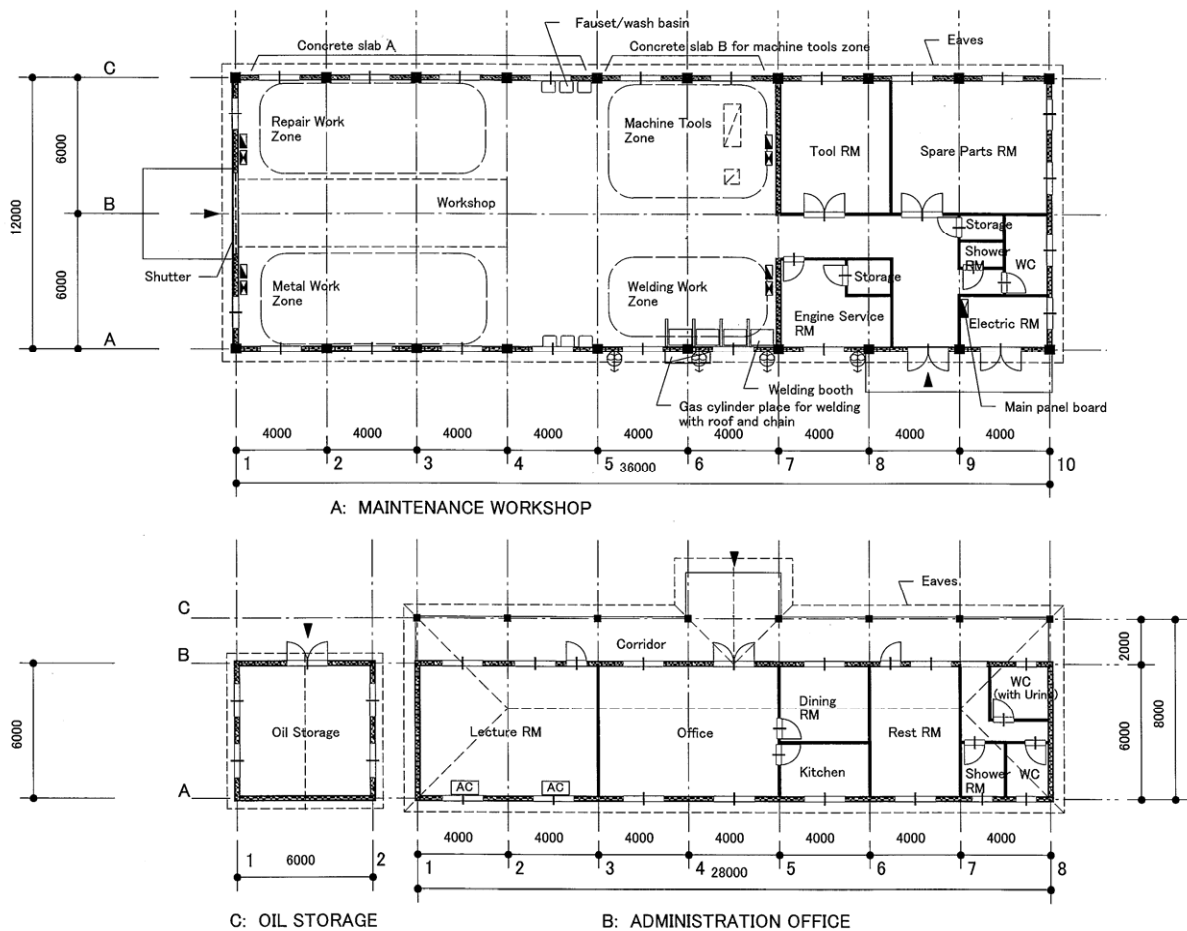 Fauset/wash basin
Concrete slab A
Concrete slab B for machine tools zone
Eaves
C
Repair Work
Zone
Machine Tools
Zone
Tool RM
Spare Parts RM
6000
12000
B
Workshop
Storage
Shower
RM
WC
Shutter
6000
Metal Work
Zone
Welding Work
Zone
Storage
Engine Service
RM
Electric RM
A
Welding booth
Gas cylinder place for welding
with roof and chain
Main panel board
4000 4000 4000 4000 4000 4000 4000 4000 4000
1 2 3 4 5 6 7 8 9 10
36000
A: MAINTENANCE WORKSHOP
Eaves
C
Corridor
2000
B
WC
(with Urinl)
Dining
RM
Oil Storage
Lecture RM
Office
Rest RM
6000
6000
8000
Kitchen
Shower
RM
WC
AC
AC
A
4000 4000 4000 4000 4000 4000 4000
1 6000 2
1 2 3 4 5 6 7 8
28000
C: OIL STORAGE
B: ADMINISTRATION OFFICE